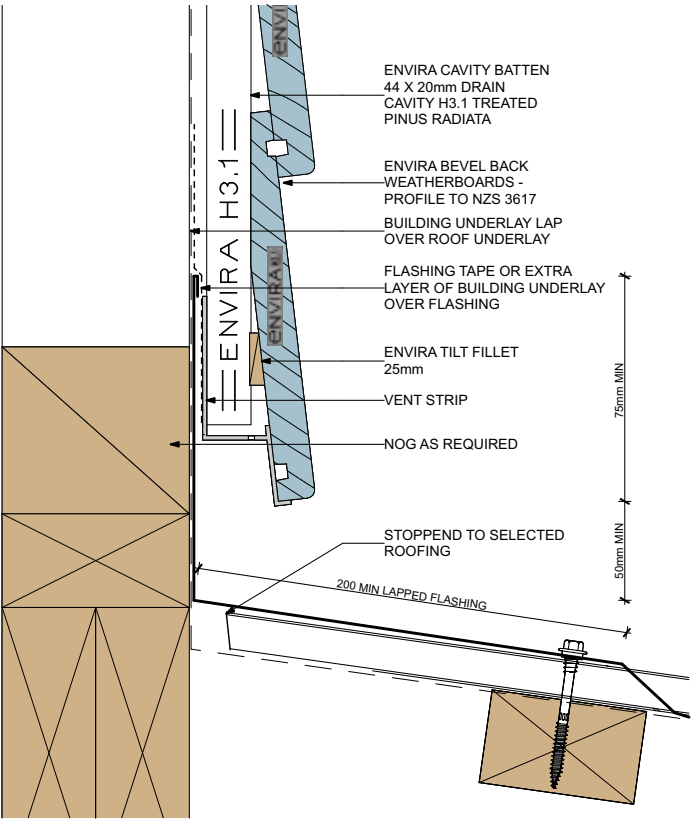 ENVIRA CAVITY BATTEN
44 X 20mm DRAIN
CAVITY H3.1 TREATED
PINUS RADIATA
ENVIRA BEVEL BACK
WEATHERBOARDS -
PROFILE TO NZS 3617
BUILDING UNDERLAY LAP
OVER ROOF UNDERLAY
FLASHING TAPE OR EXTRA
LAYER OF BUILDING UNDERLAY
OVER FLASHING
ENVIRA TILT FILLET
25mm
VENT STRIP
NOG AS REQUIRED
STOPPEND TO SELECTED
ROOFING
200 MIN LAPPED FLASHING
75mm MIN
50mm MIN
ENVIRA H3.1
ENVIRA